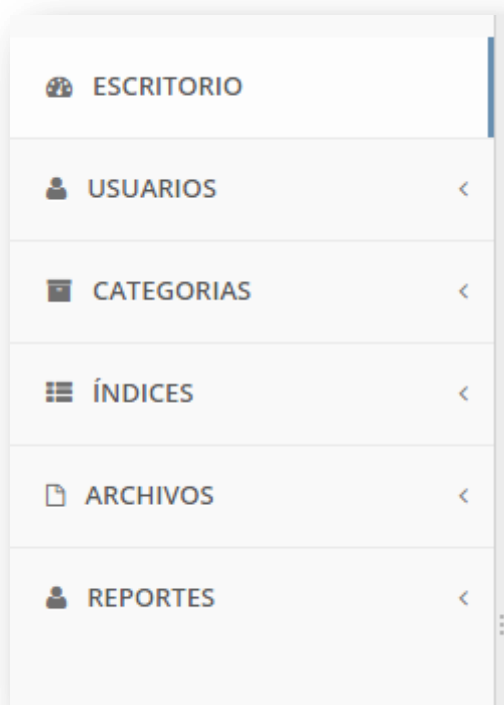 ESCRITORIO
USUARIOS
CATEGORIAS
ÍNDICES
ARCHIVOS
REPORTES